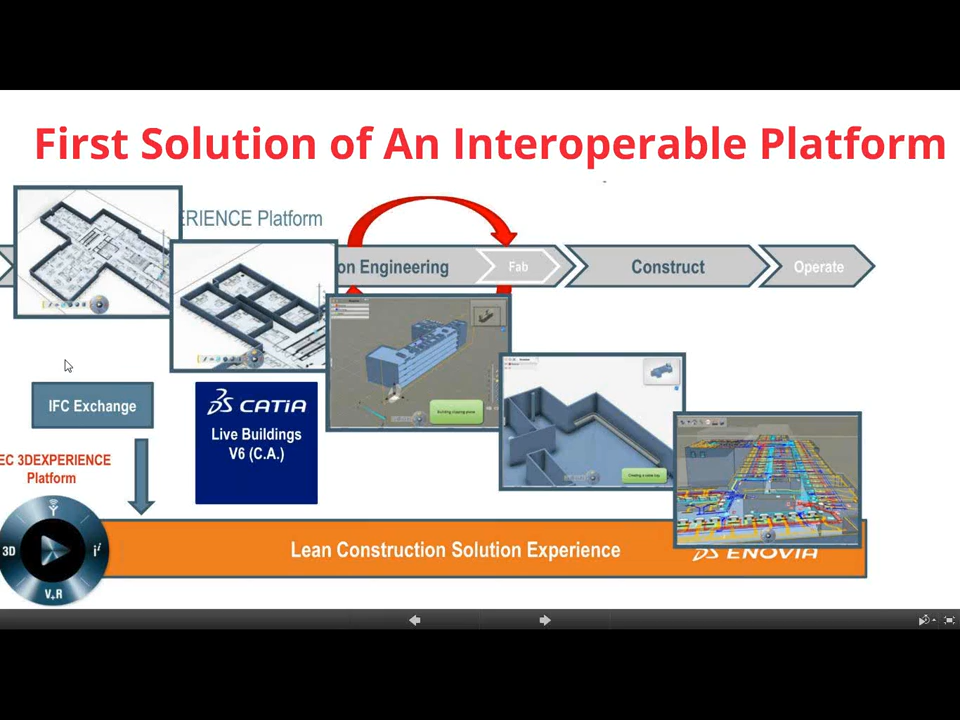 First Solution of An Interoperable Platform
ERIENCE Platform
on Engineering
Fab
Construct
Operate
IFC Exchange
CATIA
Live Buildings
V6 (C.A.)
EC 3DEXPERIENCE
Platform
3D
V+R
Lean Construction Solution Experience
ENOVIA